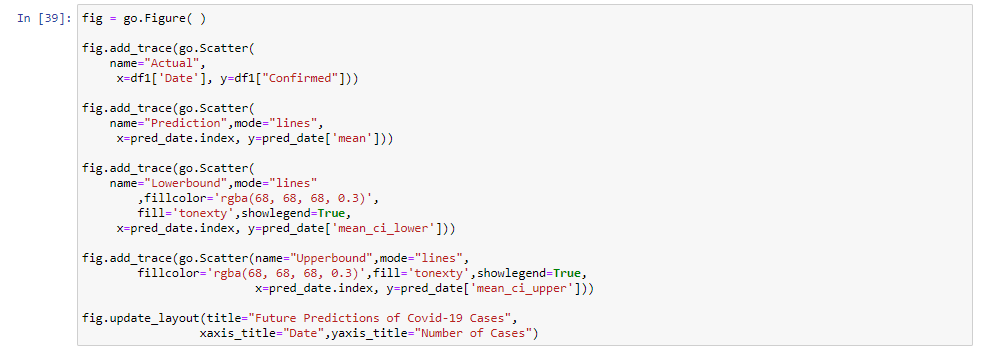 In [39]: fig = go.Figure( )
fig.add_trace(go.Scatter(
name="Actual",
x=df1['Date'], y=df1["Confirmed"]))
fig.add_trace(go.Scatter(
name="Prediction",mode="lines",
x=pred_date.index, y=pred_date['mean']))
fig.add_trace(go.Scatter(
name="Lowerbound",mode="lines"
,fillcolor='rgba(68, 68, 68, 0.3)',
fill='tonexty',showlegend=True,
x=pred_date.index, y=pred_date['mean_ci_lower']))
fig.add_trace(go.Scatter(name="Upperbound",mode="lines",
fillcolor='rgba(68, 68, 68, 0.3)',fill='tonexty',showlegend=True,
x=pred_date.index, y=pred_date['mean_ci_upper']))
fig.update_layout(title="Future Predictions of Covid-19 Cases",
xaxis_title="Date",yaxis_title="Number of Cases")